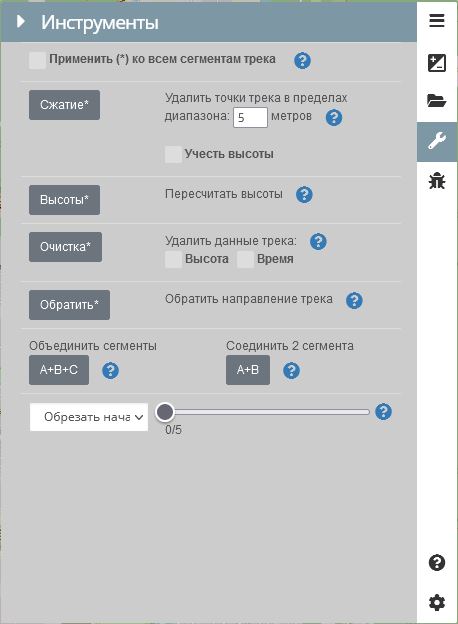 Инструменты
Применить (*) ко всем сегментам трека ?
Сжатие*
Удалить точки трека в пределах
диапазона: 5 метров ?
Учесть высоты
Высоты*
Пересчитать высоты ?
Очистка*
Удалить данные трека: ?
Высота Время
Обратить*
Обратить направление трека ?
Объединить сегменты
A+B+C ?
Соединить 2 сегмента
A+B ?
Обрезать нача
?
0/5
?